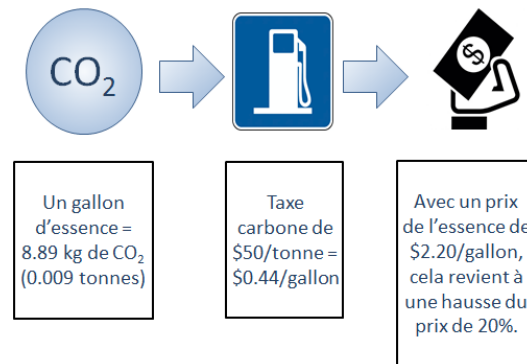 CO₂
$
Un gallon
d'essence =
8.89 kg de CO₂
(0.009 tonnes)
Taxe
carbone de
$50/tonne =
$0.44/gallon
Avec un prix
de l'essence de
$2.20/gallon,
cela revient à
une hausse du
prix de 20%.